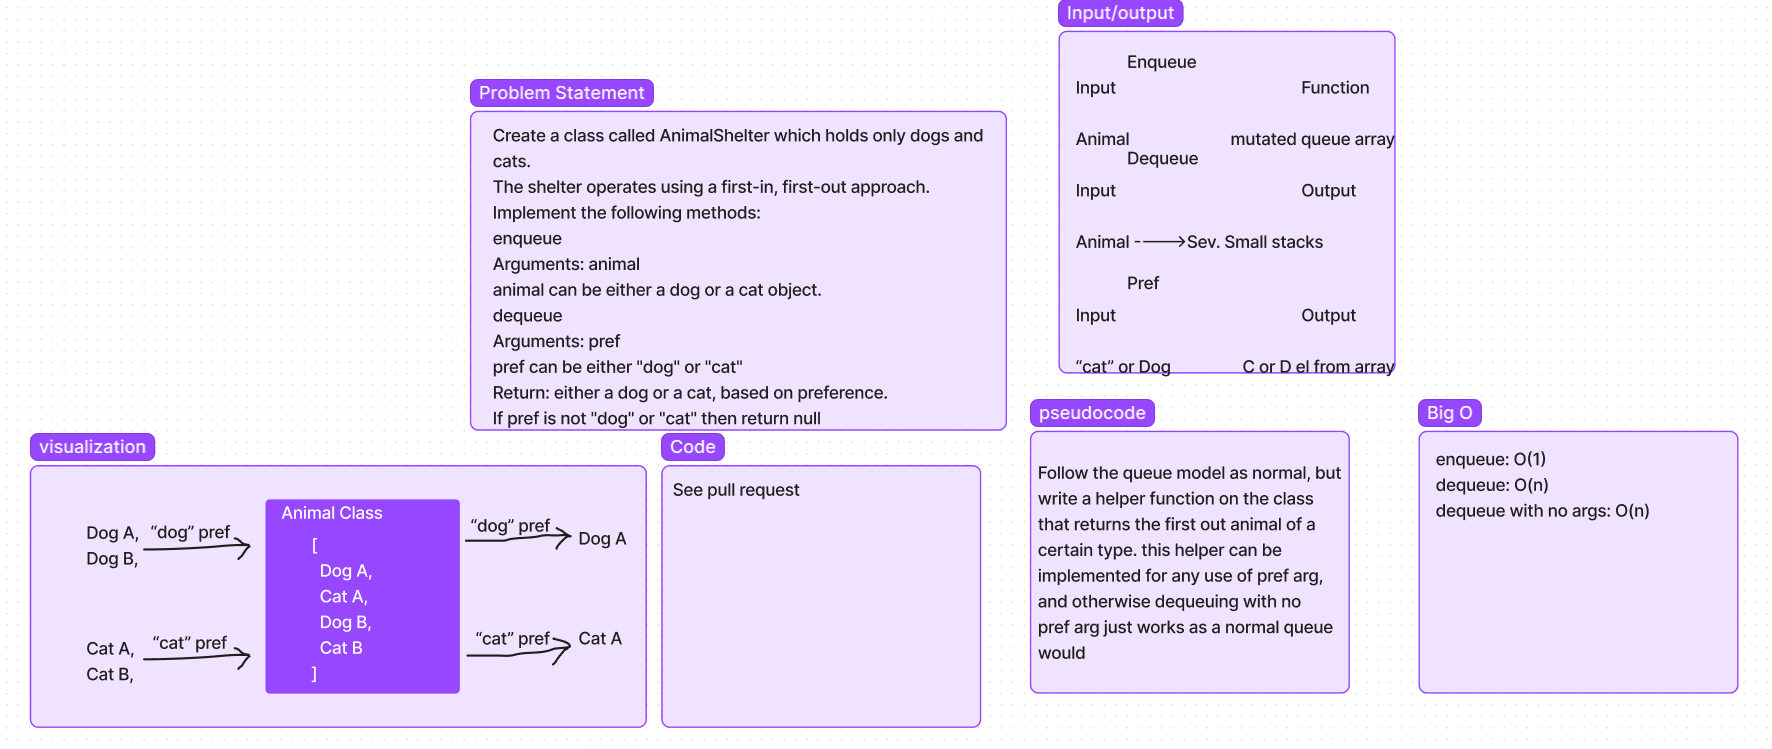 Input/output
Enqueue
Input Function
Animal mutated queue array
Dequeue
Input Output
Animal Sev. Small stacks
Pref
Input Output
“cat” or Dog C or D el from array
Problem Statement
Create a class called AnimalShelter which holds only dogs and
cats.
The shelter operates using a first-in, first-out approach.
Implement the following methods:
enqueue
Arguments: animal
animal can be either a dog or a cat object.
dequeue
Arguments: pref
pref can be either "dog" or "cat"
Return: either a dog or a cat, based on preference.
If pref is not "dog" or "cat" then return null
visualization
Dog A, “dog” pref
Dog B,
Cat A, “cat” pref
Cat B,
Animal Class
[
Dog A,
Cat A,
Dog B,
Cat B
]
“dog” pref Dog A
“cat” pref Cat A
Code
See pull request
pseudocode
Follow the queue model as normal, but
write a helper function on the class
that returns the first out animal of a
certain type. this helper can be
implemented for any use of pref arg,
and otherwise dequeuing with no
pref arg just works as a normal queue
would
Big O
enqueue: O(1)
dequeue: O(n)
dequeue with no args: O(n)